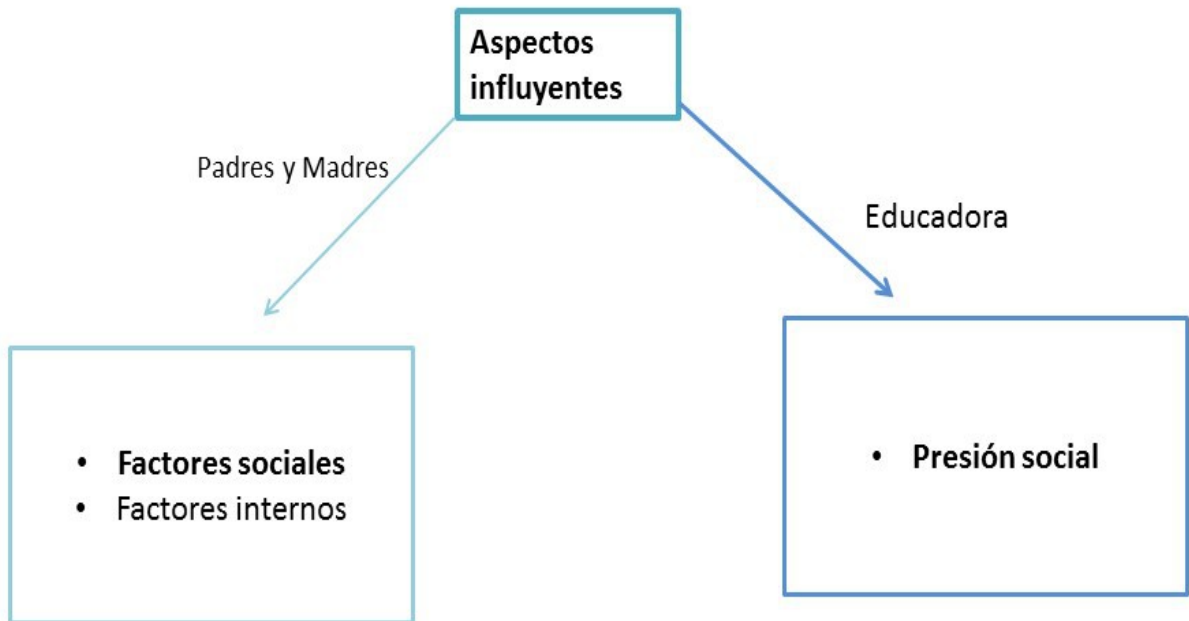 Aspectos
influyentes
Padres y Madres
Educadora
• Factores sociales
• Factores internos
• Presión social